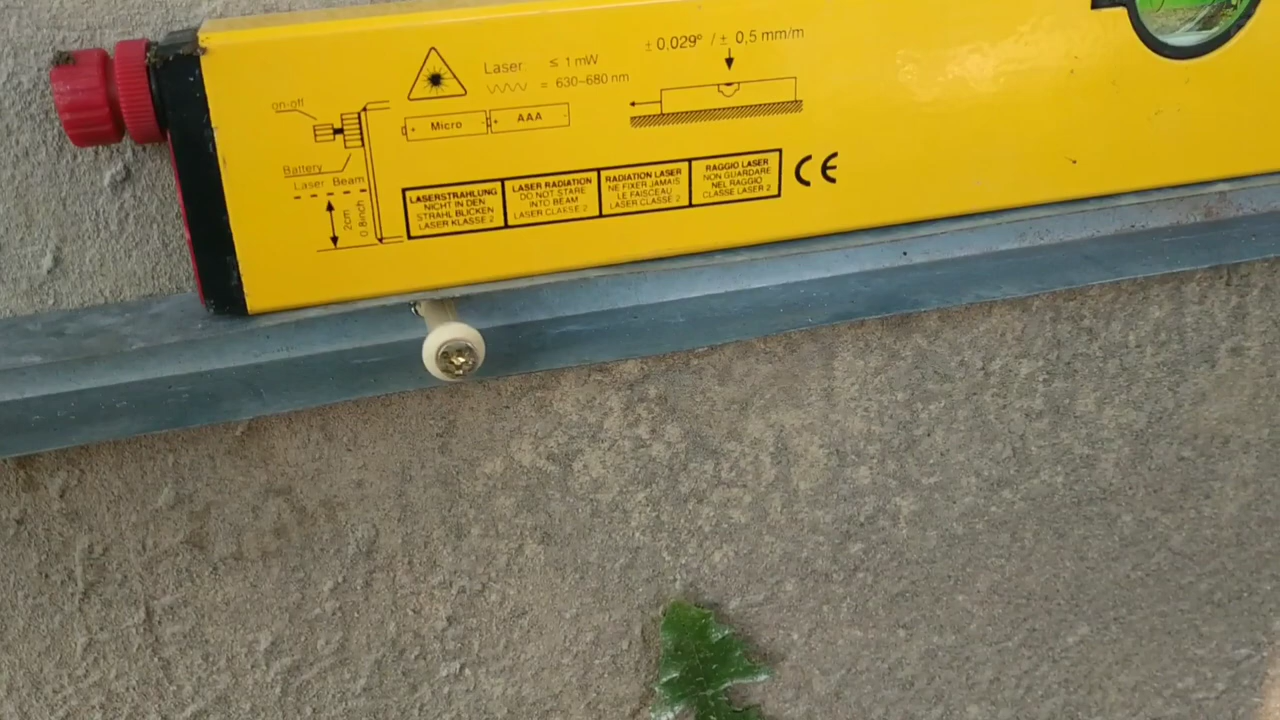 ± 0,029° / ± 0,5 mm/m
Laser: ≤ 1 mW
= 630-680 nm
on-off
+ Micro - + AAA -
Battery
Laser Beam
2cm
0.8inch
LASERSTRAHLUNG
NICHT IN DEN
STRAHL BLICKEN
LASER KLASSE 2
LASER RADIATION
DO NOT STARE
INTO BEAM
LASER CLASSE 2
RADIATION LASER
NE FIXER JAMAIS
LE FAISCEAU
LASER CLASSE 2
RAGGIO LASER
NON GUARDARE
NEL RAGGIO
CLASSE LASER 2
CE